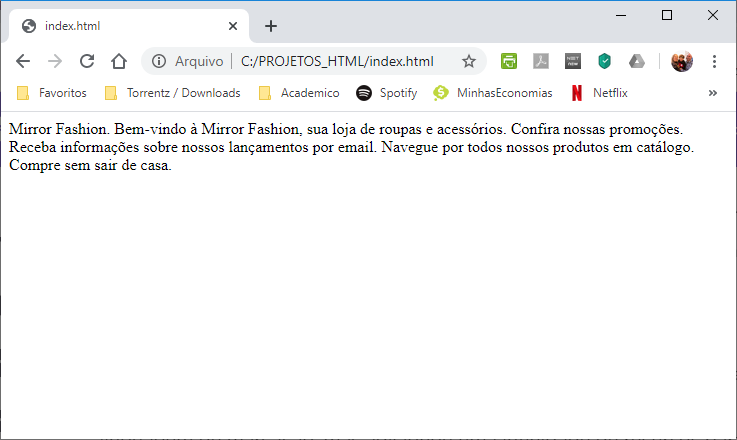 index.html
Arquivo | C:/PROJETOS_HTML/index.html
Favoritos Torrentz / Downloads Academico Spotify MinhasEconomias Netflix »
Mirror Fashion. Bem-vindo à Mirror Fashion, sua loja de roupas e acessórios. Confira nossas promoções.
Receba informações sobre nossos lançamentos por email. Navegue por todos nossos produtos em catálogo.
Compre sem sair de casa.